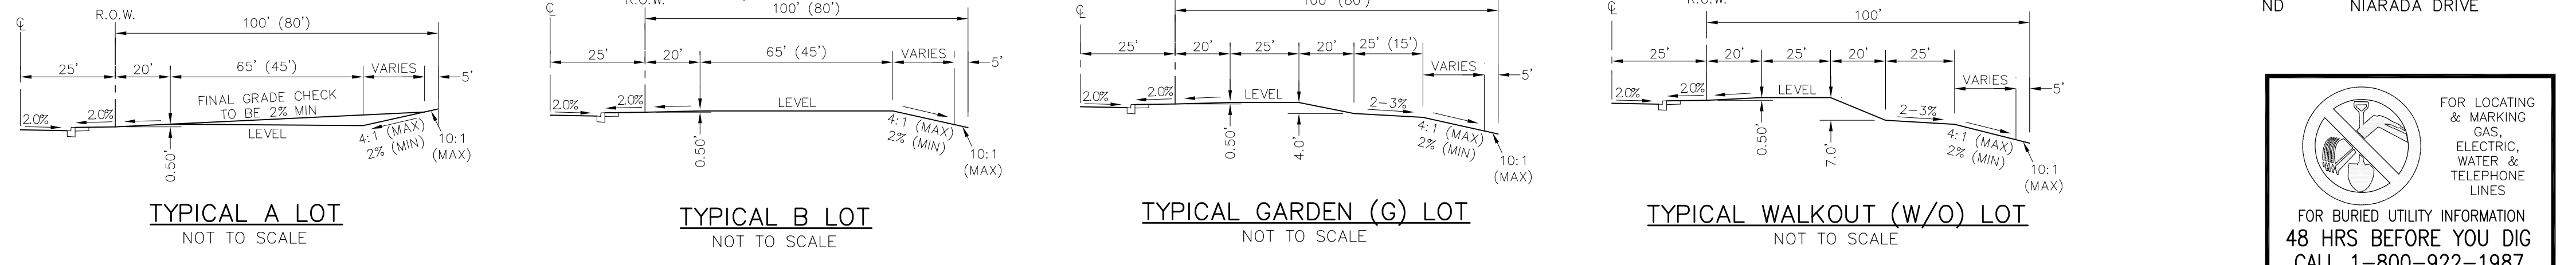 ℄
R.O.W.
100' (80')
25'
20'
65' (45')
VARIES
5'
FINAL GRADE CHECK
TO BE 2% MIN
2.0%
2.0%
LEVEL
0.50'
4:1 (MAX)
2% (MIN)
10:1
(MAX)
TYPICAL A LOT
NOT TO SCALE
℄
R.O.W.
100' (80')
25'
20'
65' (45')
VARIES
5'
2.0%
2.0%
LEVEL
0.50'
4:1 (MAX)
2% (MIN)
10:1
(MAX)
TYPICAL B LOT
NOT TO SCALE
℄
100' (80')
25'
20'
25'
20'
25' (15')
VARIES
5'
2.0%
2.0%
LEVEL
2-3%
0.50'
4.0'
4:1 (MAX)
2% (MIN)
10:1
(MAX)
TYPICAL GARDEN (G) LOT
NOT TO SCALE
℄
R.O.W.
100'
25'
20'
25'
20'
25'
VARIES
5'
2.0%
2.0%
LEVEL
2-3%
0.50'
7.0'
4:1 (MAX)
2% (MIN)
10:1
(MAX)
TYPICAL WALKOUT (W/O) LOT
NOT TO SCALE
ND NIARADA DRIVE
FOR LOCATING
& MARKING
GAS,
ELECTRIC,
WATER &
TELEPHONE
LINES
FOR BURIED UTILITY INFORMATION
48 HRS BEFORE YOU DIG
CALL 1-800-922-1987